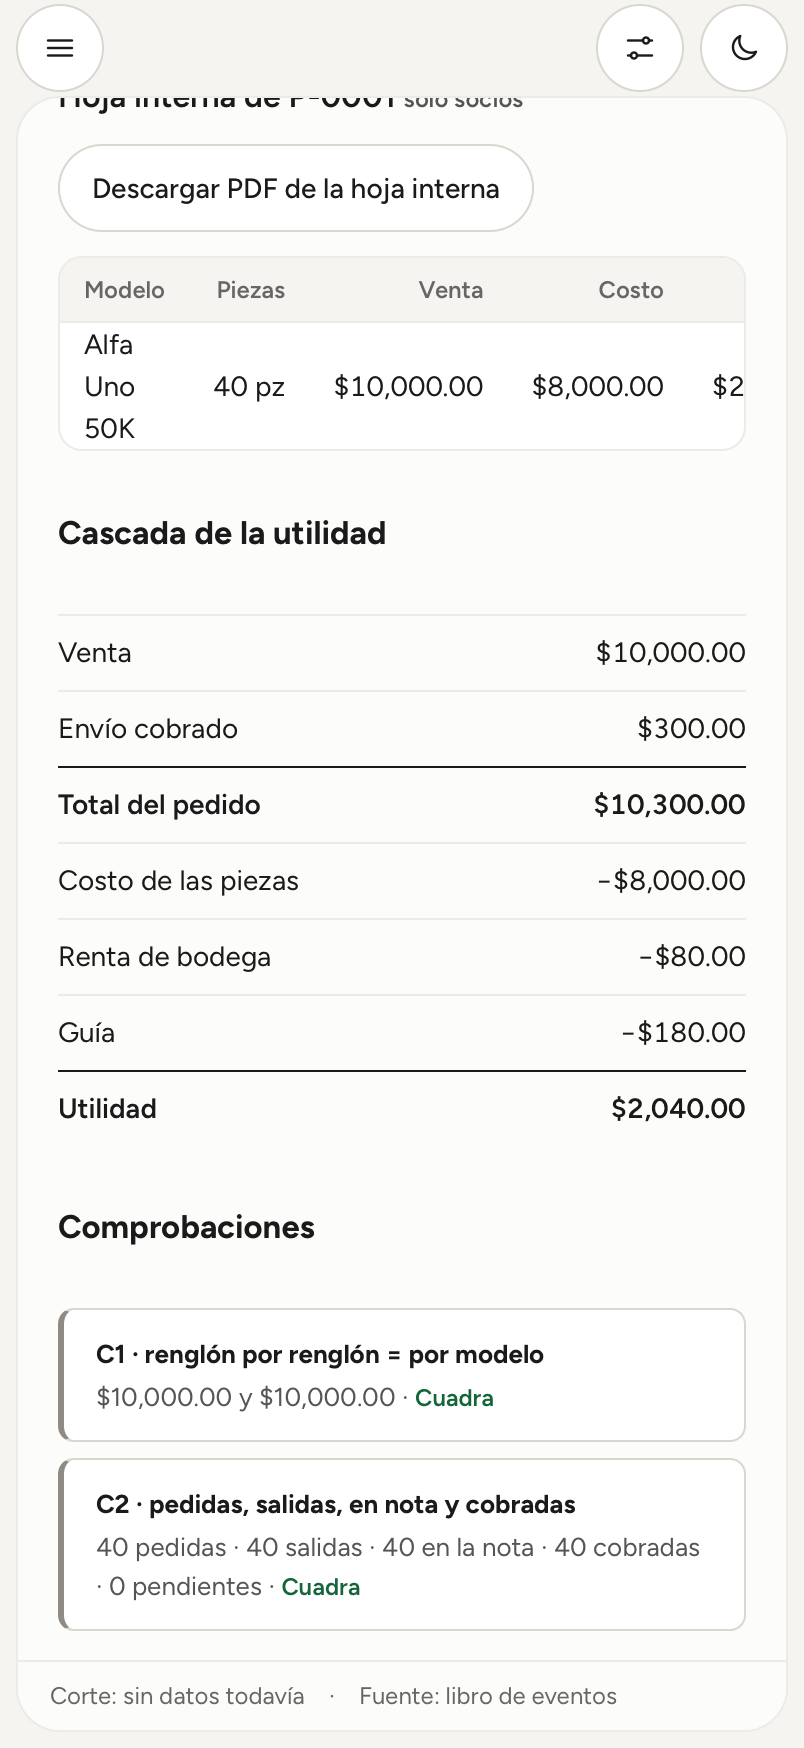 Hoja interna de P-0001 solo socios
Descargar PDF de la hoja interna
Modelo Piezas Venta Costo
Alfa
Uno 40 pz $10,000.00 $8,000.00 $2
50K
Cascada de la utilidad
Venta $10,000.00
Envío cobrado $300.00
Total del pedido $10,300.00
Costo de las piezas −$8,000.00
Renta de bodega −$80.00
Guía −$180.00
Utilidad $2,040.00
Comprobaciones
C1 · renglón por renglón = por modelo
$10,000.00 y $10,000.00 · Cuadra
C2 · pedidas, salidas, en nota y cobradas
40 pedidas · 40 salidas · 40 en la nota · 40 cobradas
· 0 pendientes · Cuadra
Corte: sin datos todavía · Fuente: libro de eventos